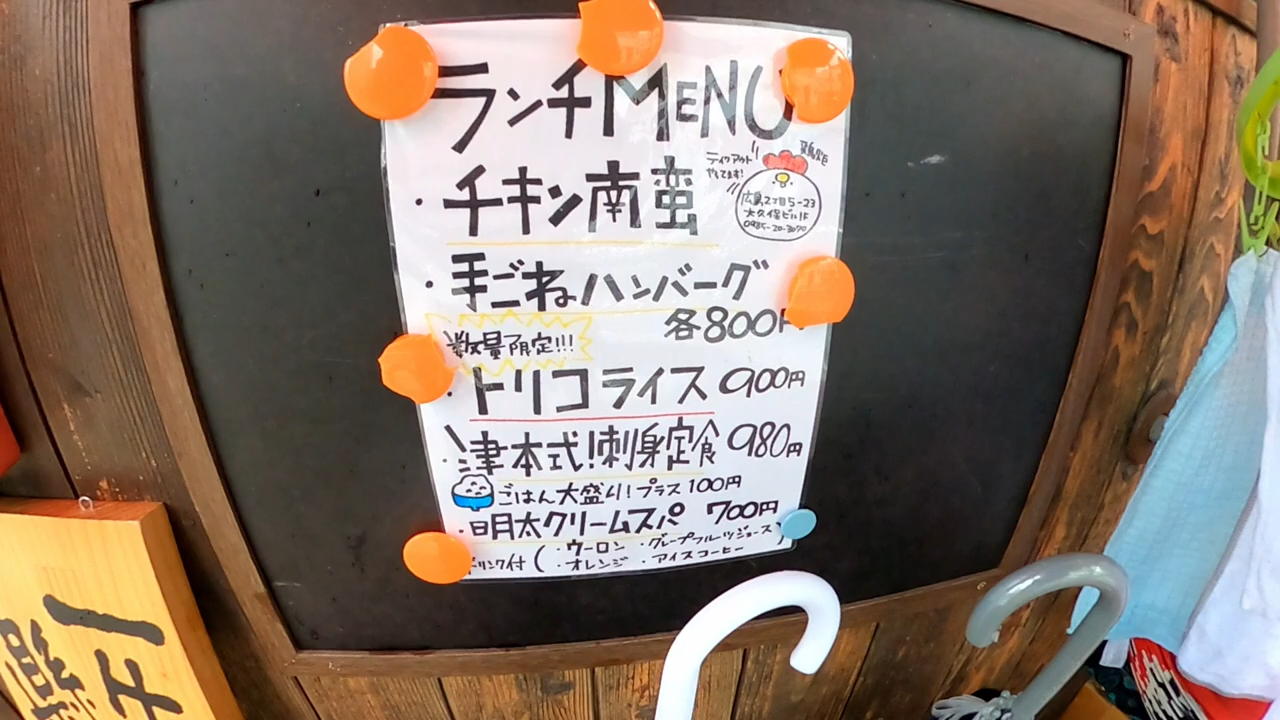 ランチMENU
テイクアウト
やってます!
広島2丁目5-23
大久保ビル1F
0985-20-3070
・チキン南蛮
・手ごねハンバーグ
各800円
数量限定!!!
・トリコライス 900円
・津本式!刺身定食 980円
ごはん大盛り!プラス100円
・明太クリームスパ 700円
ドリンク付(・ウーロン ・グレープフルーツジュース
・オレンジ ・アイスコーヒー)